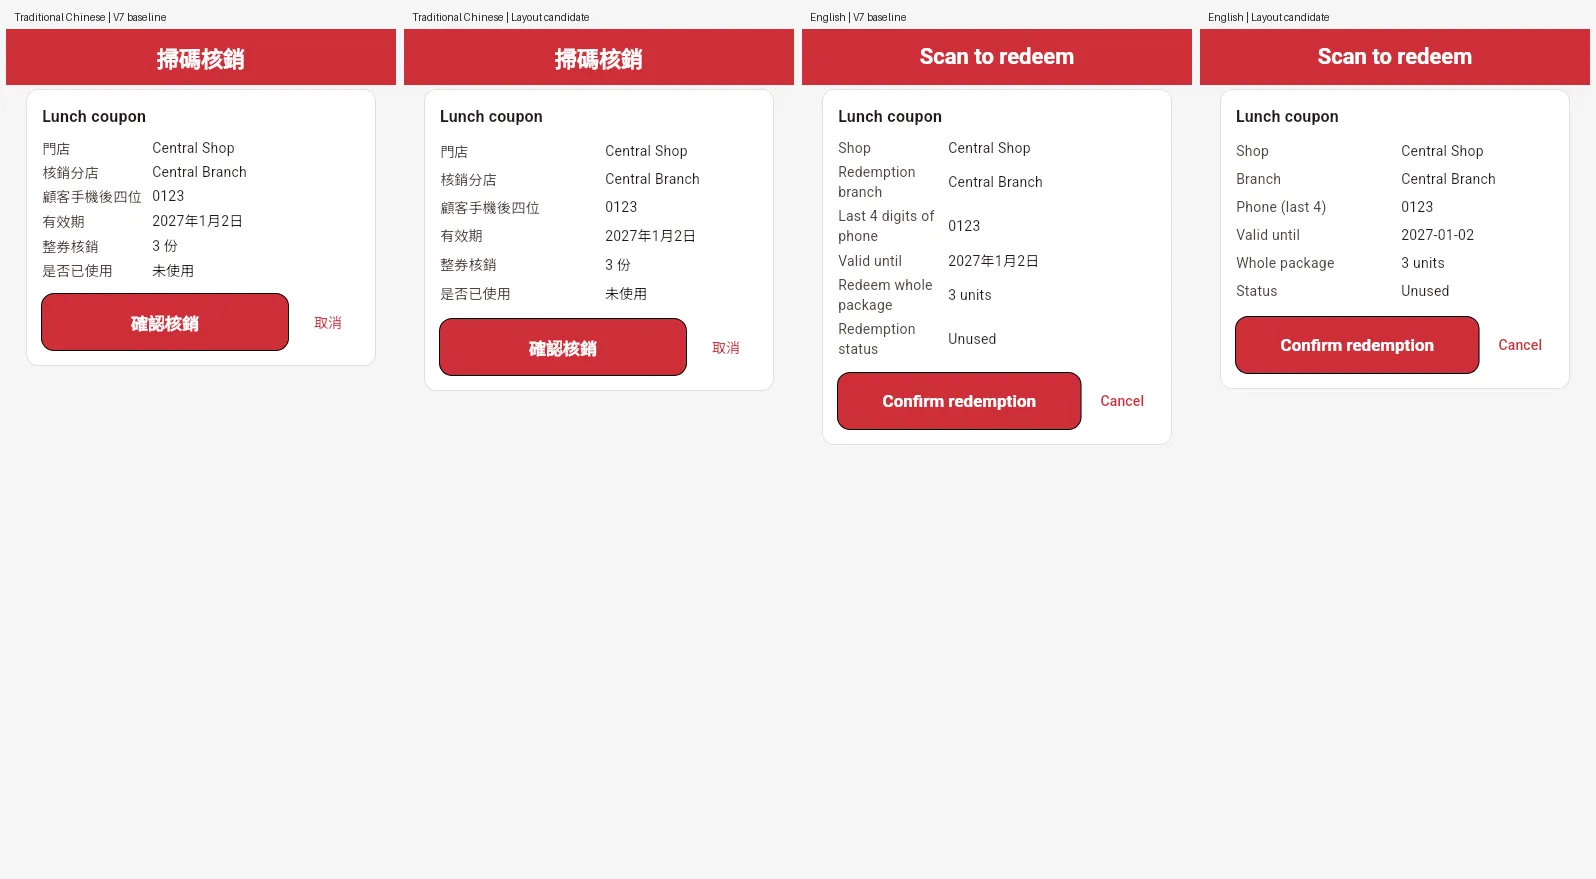 Traditional Chinese | V7 baseline
掃碼核銷
Lunch coupon
門店 Central Shop
核銷分店 Central Branch
顧客手機後四位 0123
有效期 2027年1月2日
整券核銷 3 份
是否已使用 未使用
確認核銷 取消
Traditional Chinese | Layout candidate
掃碼核銷
Lunch coupon
門店 Central Shop
核銷分店 Central Branch
顧客手機後四位 0123
有效期 2027年1月2日
整券核銷 3 份
是否已使用 未使用
確認核銷 取消
English | V7 baseline
Scan to redeem
Lunch coupon
Shop Central Shop
Redemption
branch
Central Branch
Last 4 digits of
phone
0123
Valid until 2027年1月2日
Redeem whole
package
3 units
Redemption
status
Unused
Confirm redemption Cancel
English | Layout candidate
Scan to redeem
Lunch coupon
Shop Central Shop
Branch Central Branch
Phone (last 4) 0123
Valid until 2027-01-02
Whole package 3 units
Status Unused
Confirm redemption Cancel